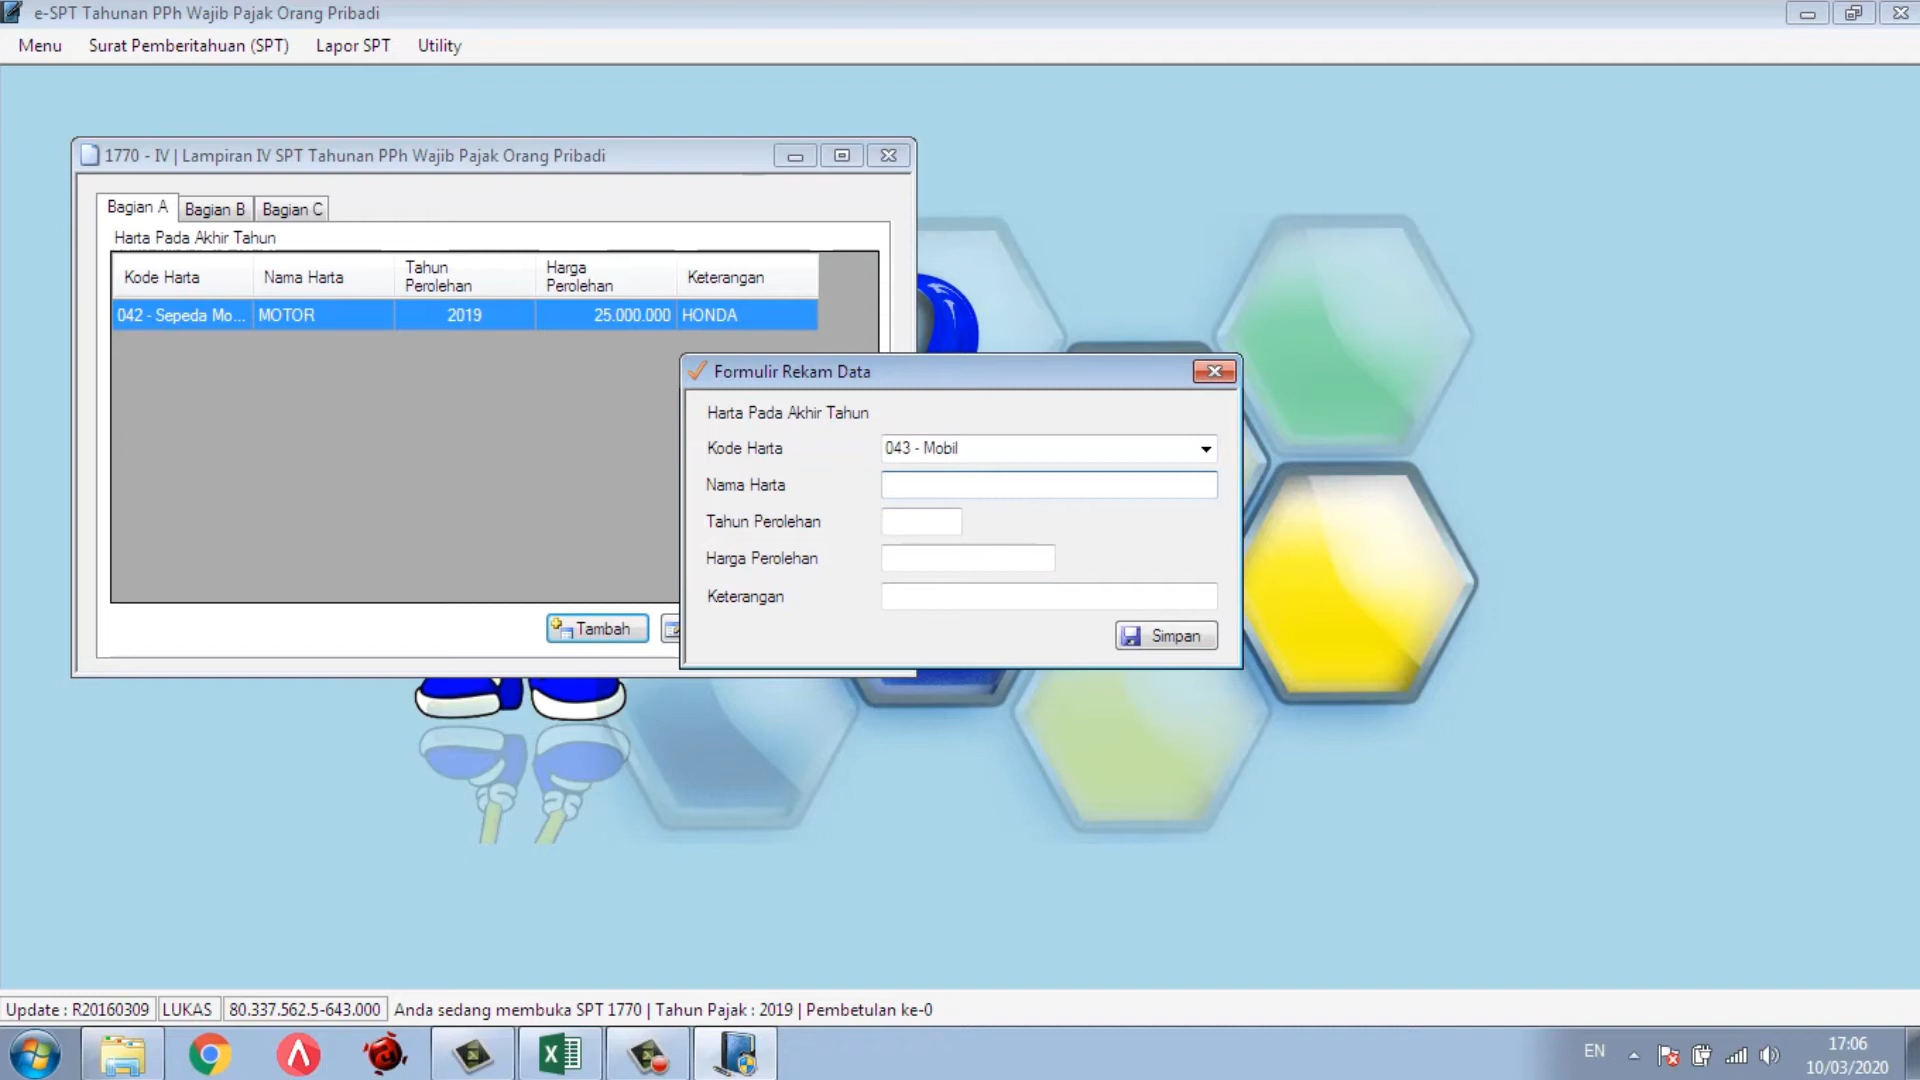 e-SPT Tahunan PPh Wajib Pajak Orang Pribadi
Menu Surat Pemberitahuan (SPT) Lapor SPT Utility
1770 - IV | Lampiran IV SPT Tahunan PPh Wajib Pajak Orang Pribadi
Bagian A Bagian B Bagian C
Harta Pada Akhir Tahun
Kode Harta Nama Harta Tahun Perolehan Harga Perolehan Keterangan
042 - Sepeda Mo... MOTOR 2019 25.000.000 HONDA
Tambah
Formulir Rekam Data
Harta Pada Akhir Tahun
Kode Harta 043 - Mobil
Nama Harta
Tahun Perolehan
Harga Perolehan
Keterangan
Simpan
Update : R20160309 LUKAS 80.337.562.5-643.000 Anda sedang membuka SPT 1770 | Tahun Pajak : 2019 | Pembetulan ke-0
EN
17:06
10/03/2020